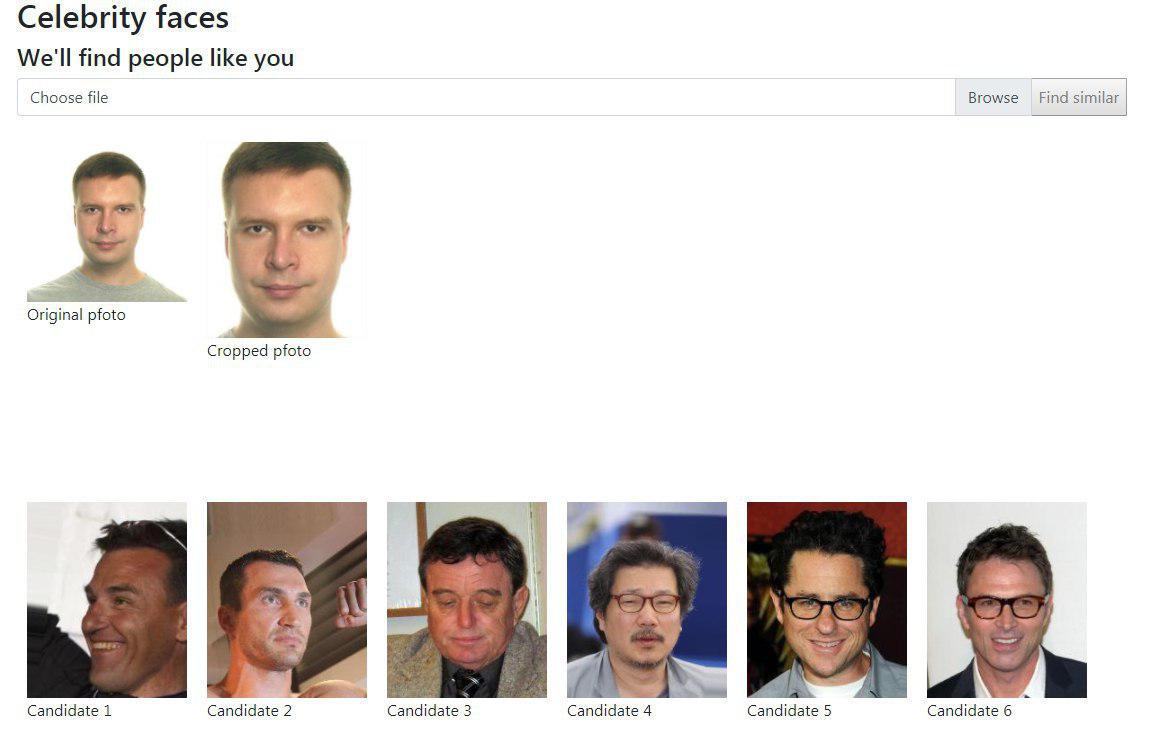 Celebrity faces
We'll find people like you
Choose file Browse Find similar
Original pfoto
Cropped pfoto
Candidate 1 Candidate 2 Candidate 3 Candidate 4 Candidate 5 Candidate 6